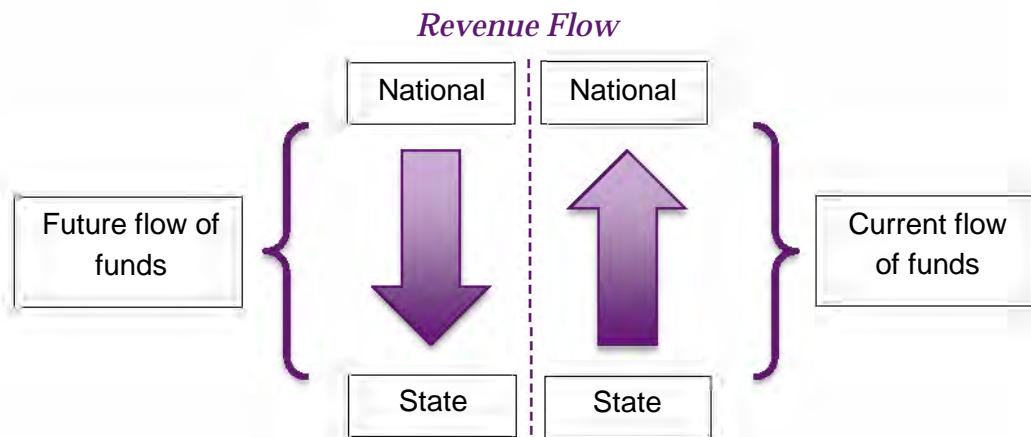 Revenue Flow
National
National
Future flow of
funds
Current flow
of funds
State
State